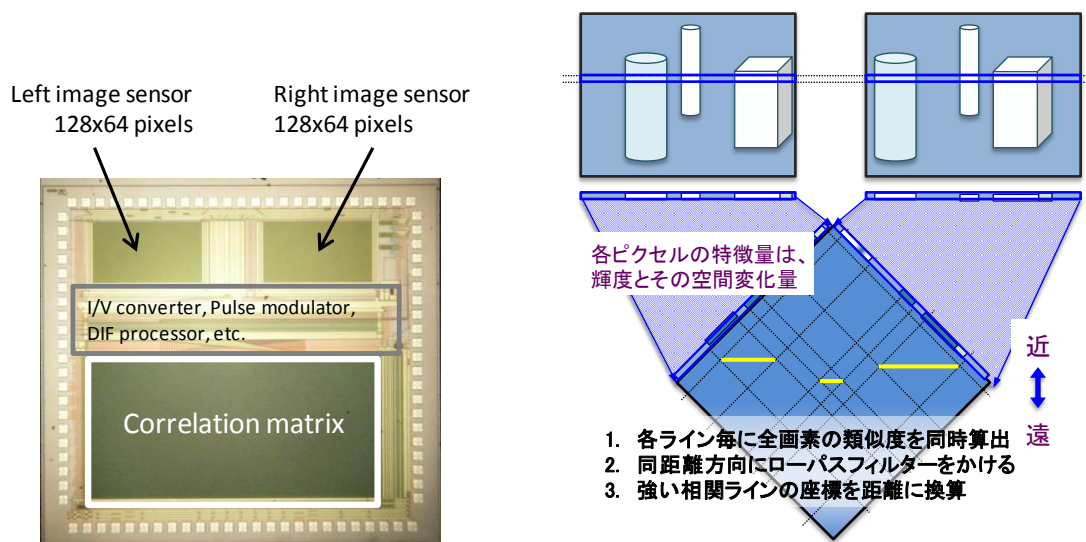 Left image sensor
128x64 pixels
Right image sensor
128x64 pixels
I/V converter, Pulse modulator,
DIF processor, etc.
Correlation matrix
各ピクセルの特徴量は、
輝度とその空間変化量
近
遠
1. 各ライン毎に全画素の類似度を同時算出
2. 同距離方向にローパスフィルターをかける
3. 強い相関ラインの座標を距離に換算